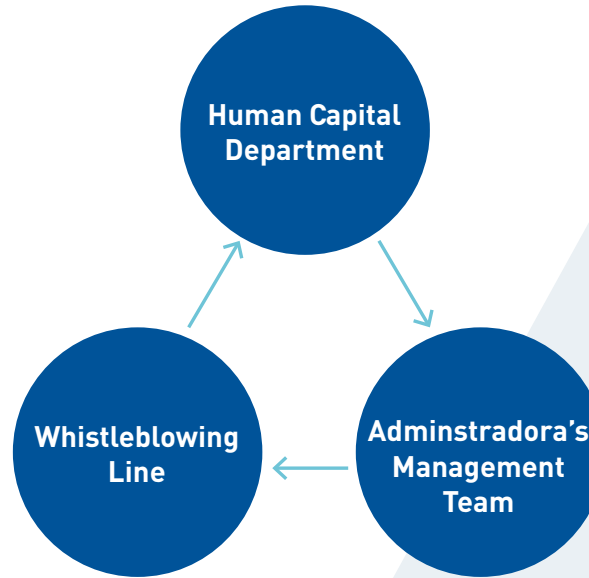 Human Capital
Department
Whistleblowing
Line
Adminstradora's
Management
Team